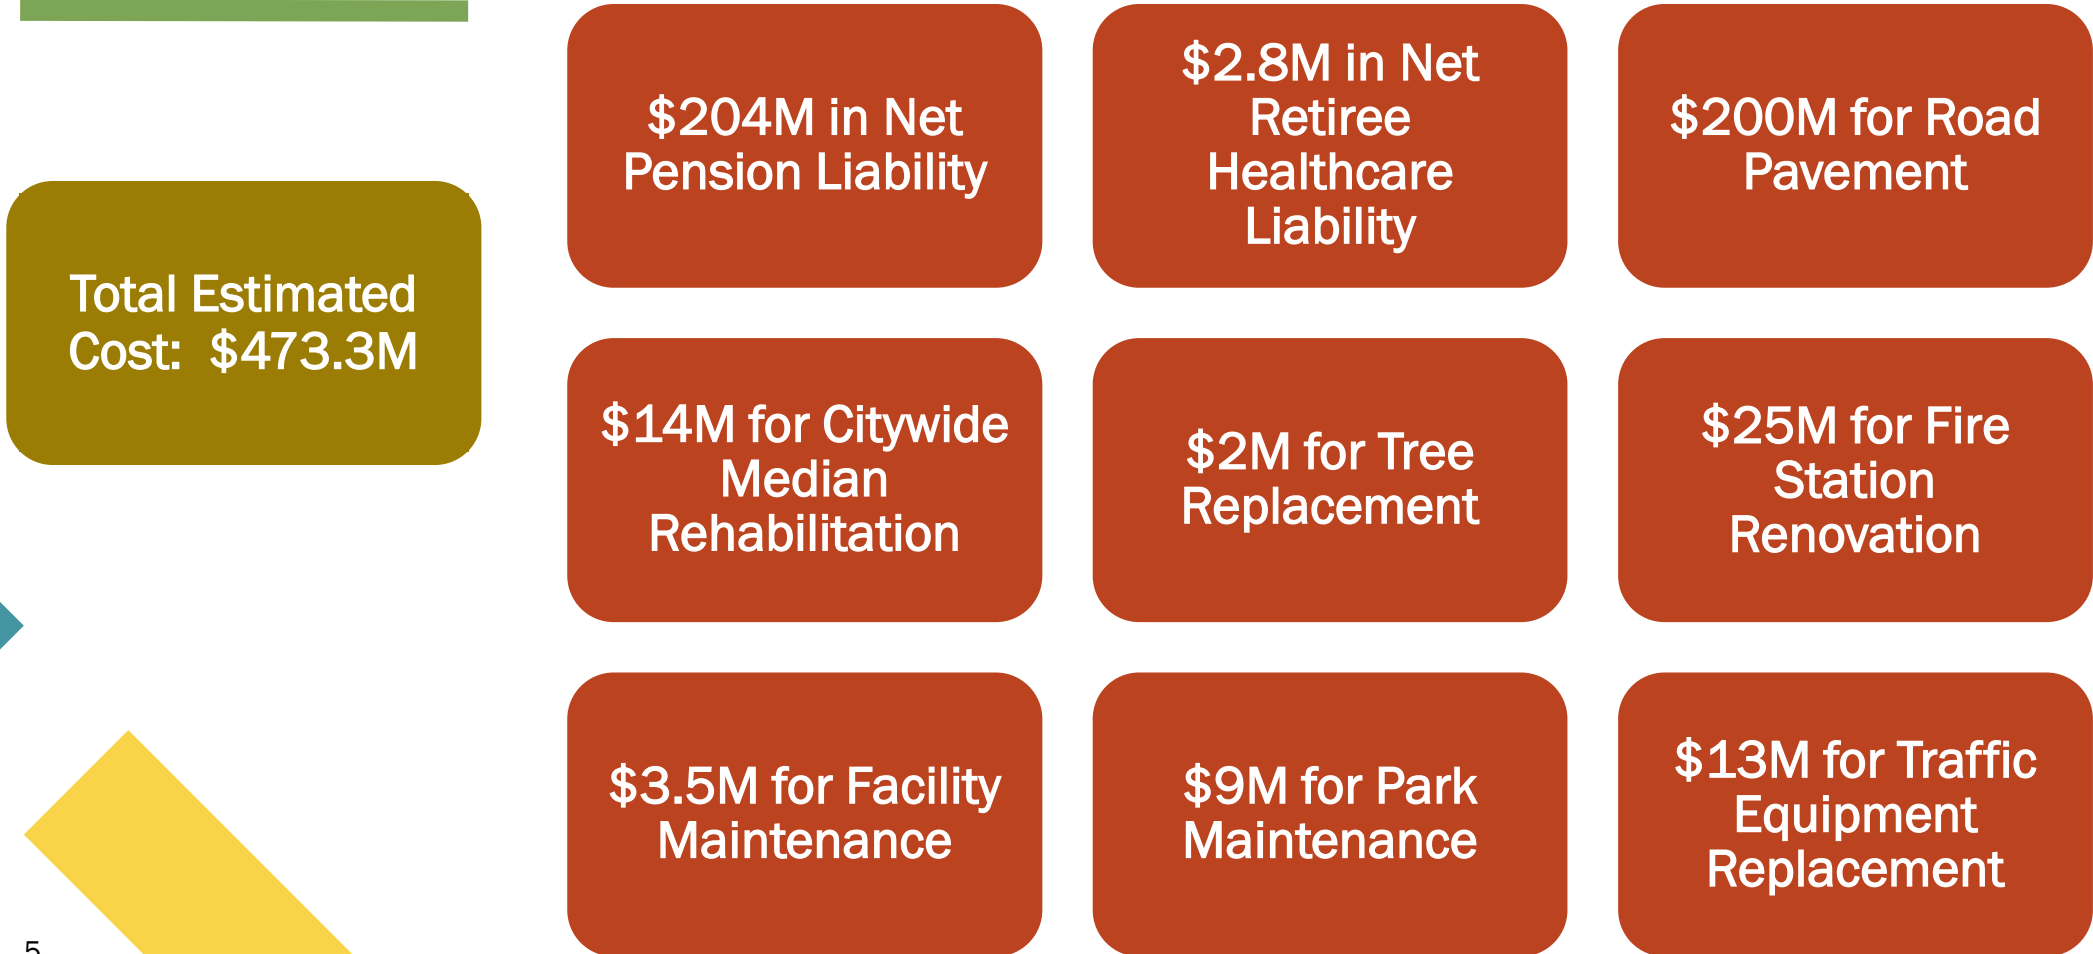 Total Estimated
Cost: $473.3M
$204M in Net
Pension Liability
$2.8M in Net
Retiree
Healthcare
Liability
$200M for Road
Pavement
$14M for Citywide
Median
Rehabilitation
$2M for Tree
Replacement
$25M for Fire
Station
Renovation
$3.5M for Facility
Maintenance
$9M for Park
Maintenance
$13M for Traffic
Equipment
Replacement
5